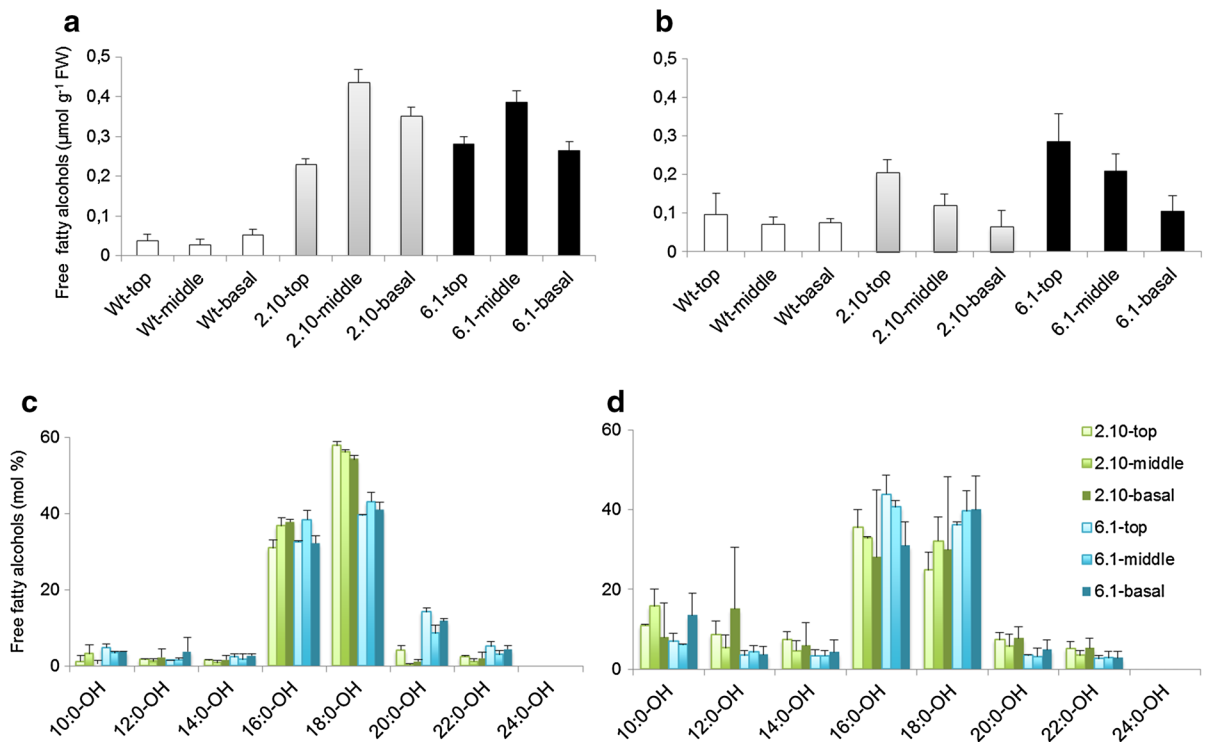 a
Free fatty alcohols (µmol g⁻¹ FW)
0,5
0,4
0,3
0,2
0,1
0
Wt-top
Wt-middle
Wt-basal
2.10-top
2.10-middle
2.10-basal
6.1-top
6.1-middle
6.1-basal
b
0,5
0,4
0,3
0,2
0,1
0
Wt-top
Wt-middle
Wt-basal
2.10-top
2.10-middle
2.10-basal
6.1-top
6.1-middle
6.1-basal
c
Free fatty alcohols (mol %)
60
40
20
0
10:0-OH
12:0-OH
14:0-OH
16:0-OH
18:0-OH
20:0-OH
22:0-OH
24:0-OH
d
60
40
20
0
10:0-OH
12:0-OH
14:0-OH
16:0-OH
18:0-OH
20:0-OH
22:0-OH
24:0-OH
2.10-top
2.10-middle
2.10-basal
6.1-top
6.1-middle
6.1-basal